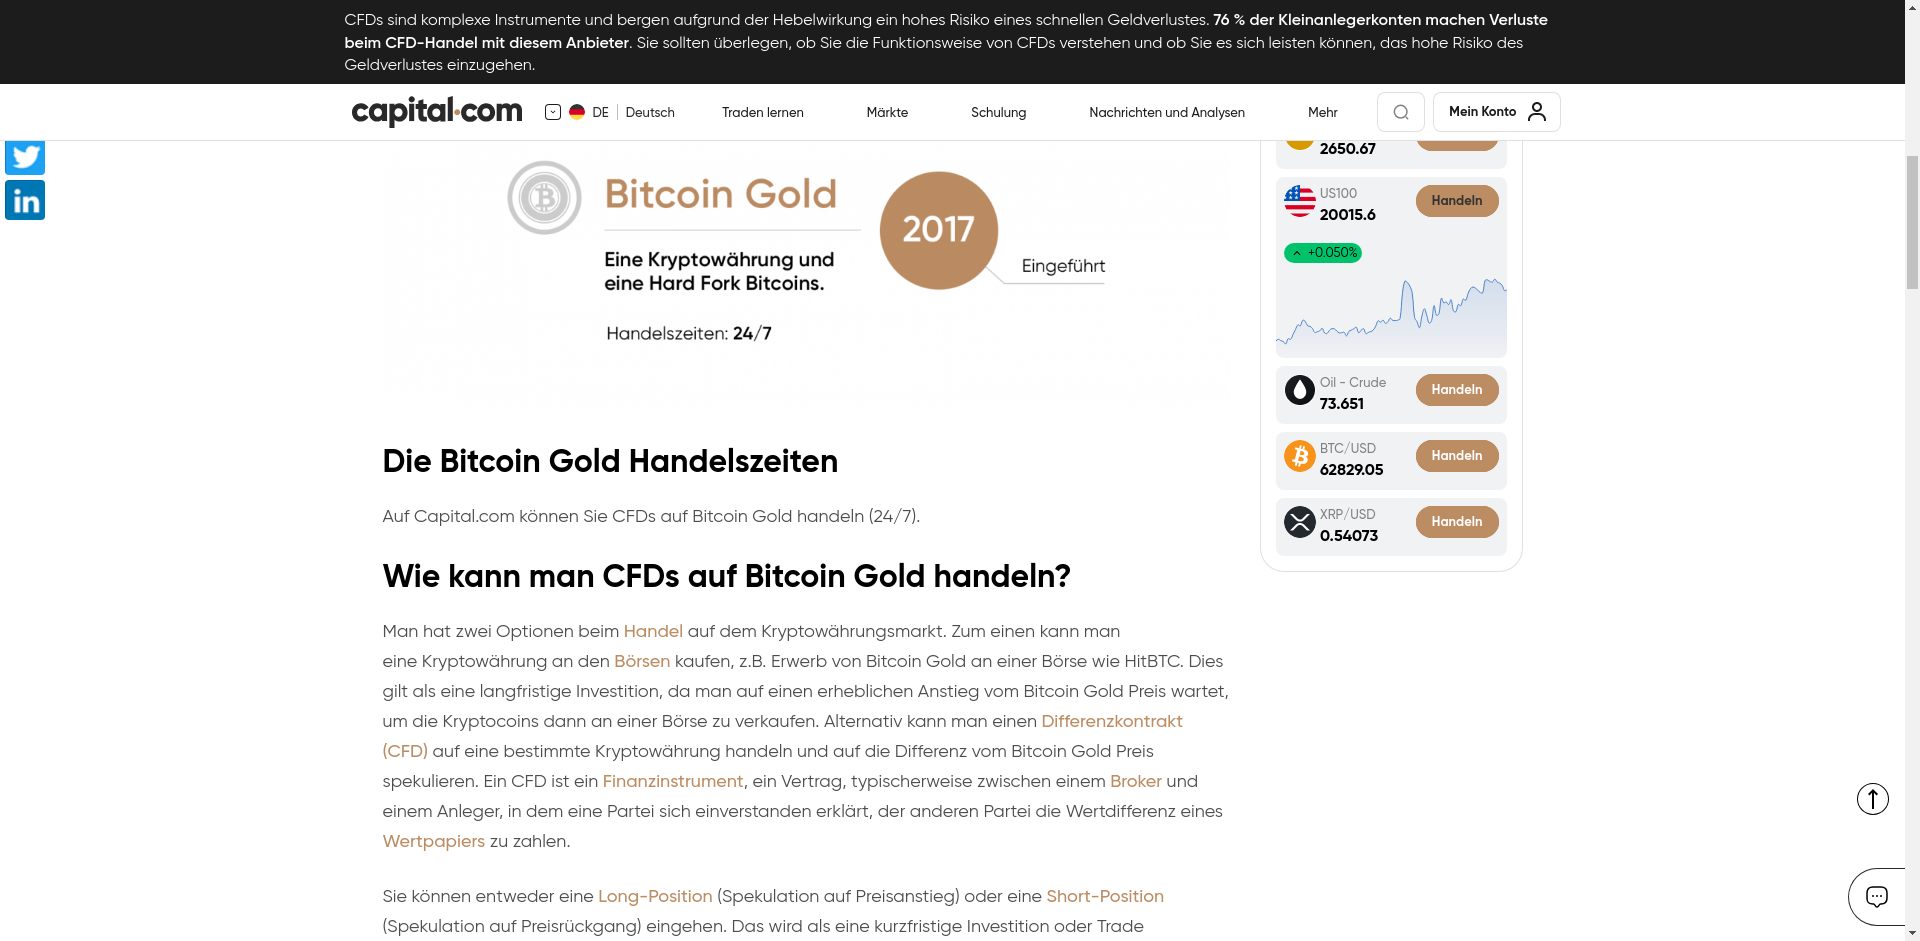 CFDs sind komplexe Instrumente und bergen aufgrund der Hebelwirkung ein hohes Risiko eines schnellen Geldverlustes. 76 % der Kleinanlegerkonten machen Verluste
beim CFD-Handel mit diesem Anbieter. Sie sollten überlegen, ob Sie die Funktionsweise von CFDs verstehen und ob Sie es sich leisten können, das hohe Risiko des
Geldverlustes einzugehen.
capital.com
DE Deutsch
Traden lernen
Märkte
Schulung
Nachrichten und Analysen
Mehr
Mein Konto
in
Bitcoin Gold
Eine Kryptowährung und
eine Hard Fork Bitcoins.
Handelszeiten: 24/7
2017
Eingeführt
Die Bitcoin Gold Handelszeiten
Auf Capital.com können Sie CFDs auf Bitcoin Gold handeln (24/7).
Wie kann man CFDs auf Bitcoin Gold handeln?
Man hat zwei Optionen beim Handel auf dem Kryptowährungsmarkt. Zum einen kann man
eine Kryptowährung an den Börsen kaufen, z.B. Erwerb von Bitcoin Gold an einer Börse wie HitBTC. Dies
gilt als eine langfristige Investition, da man auf einen erheblichen Anstieg vom Bitcoin Gold Preis wartet,
um die Kryptocoins dann an einer Börse zu verkaufen. Alternativ kann man einen Differenzkontrakt
(CFD) auf eine bestimmte Kryptowährung handeln und auf die Differenz vom Bitcoin Gold Preis
spekulieren. Ein CFD ist ein Finanzinstrument, ein Vertrag, typischerweise zwischen einem Broker und
einem Anleger, in dem eine Partei sich einverstanden erklärt, der anderen Partei die Wertdifferenz eines
Wertpapiers zu zahlen.
Sie können entweder eine Long-Position (Spekulation auf Preisanstieg) oder eine Short-Position
(Spekulation auf Preisrückgang) eingehen. Das wird als eine kurzfristige Investition oder Trade
2650.67
US100
20015.6
Handeln
+0.050%
Oil - Crude
73.651
Handeln
BTC/USD
62829.05
Handeln
XRP/USD
0.54073
Handeln